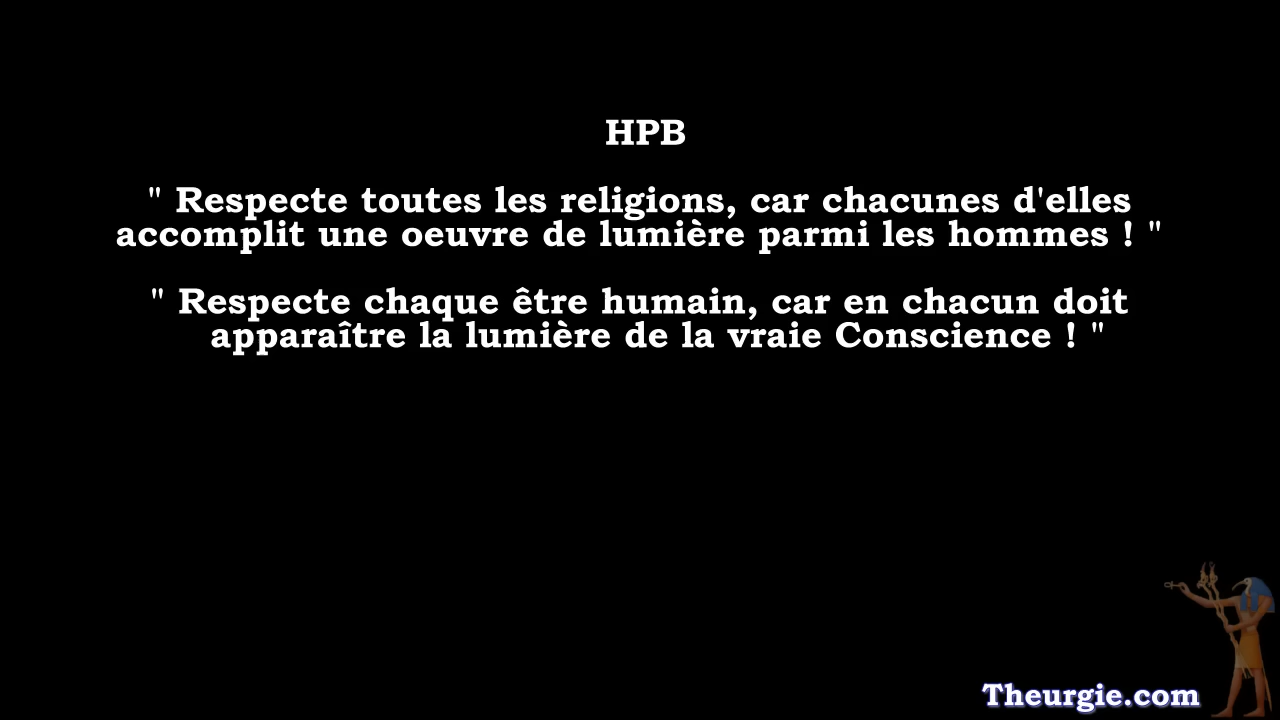 HPB
" Respecte toutes les religions, car chacunes d'elles
accomplit une oeuvre de lumière parmi les hommes ! "
" Respecte chaque être humain, car en chacun doit
apparaître la lumière de la vraie Conscience ! "
Theurgie.com